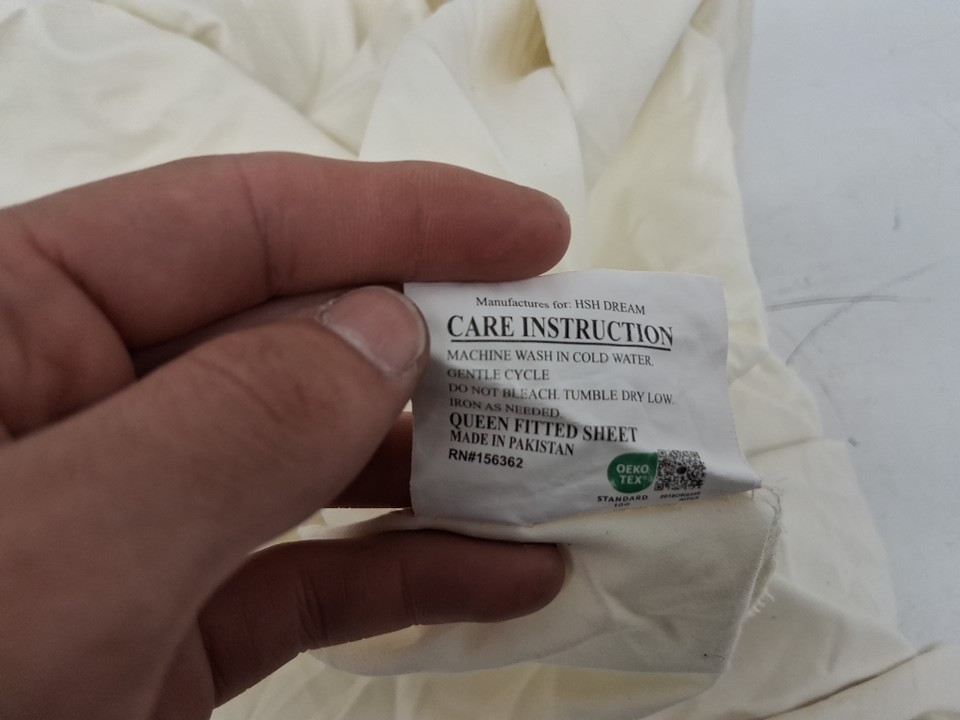 Manufactures for: HSH DREAM
CARE INSTRUCTION
MACHINE WASH IN COLD WATER.
GENTLE CYCLE
DO NOT BLEACH. TUMBLE DRY LOW.
IRON AS NEEDED
QUEEN FITTED SHEET
MADE IN PAKISTAN
RN#156362
OEKO
TEX®
STANDARD
100